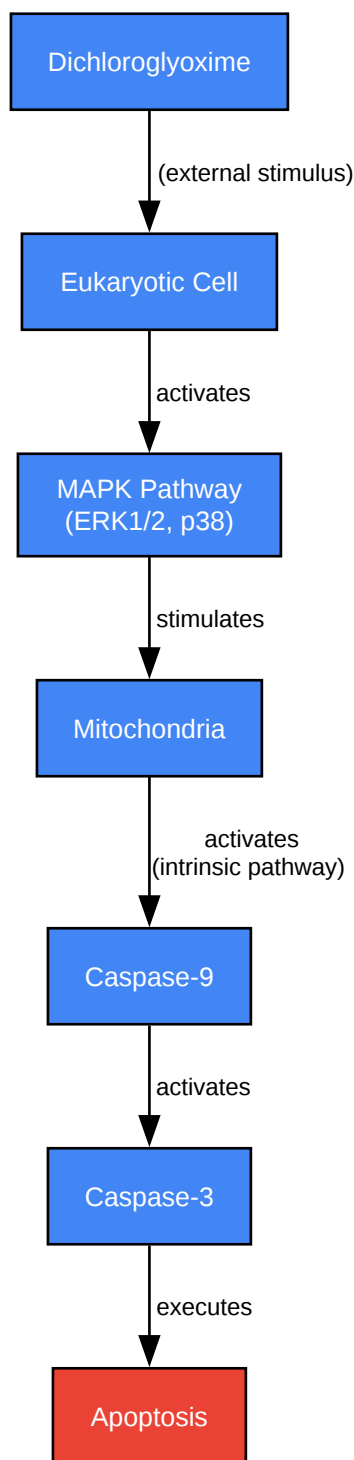 Dichloroglyoxime
(external stimulus)
Eukaryotic Cell
activates
MAPK Pathway
(ERK1/2, p38)
stimulates
Mitochondria
activates
(intrinsic pathway)
Caspase-9
activates
Caspase-3
executes
Apoptosis